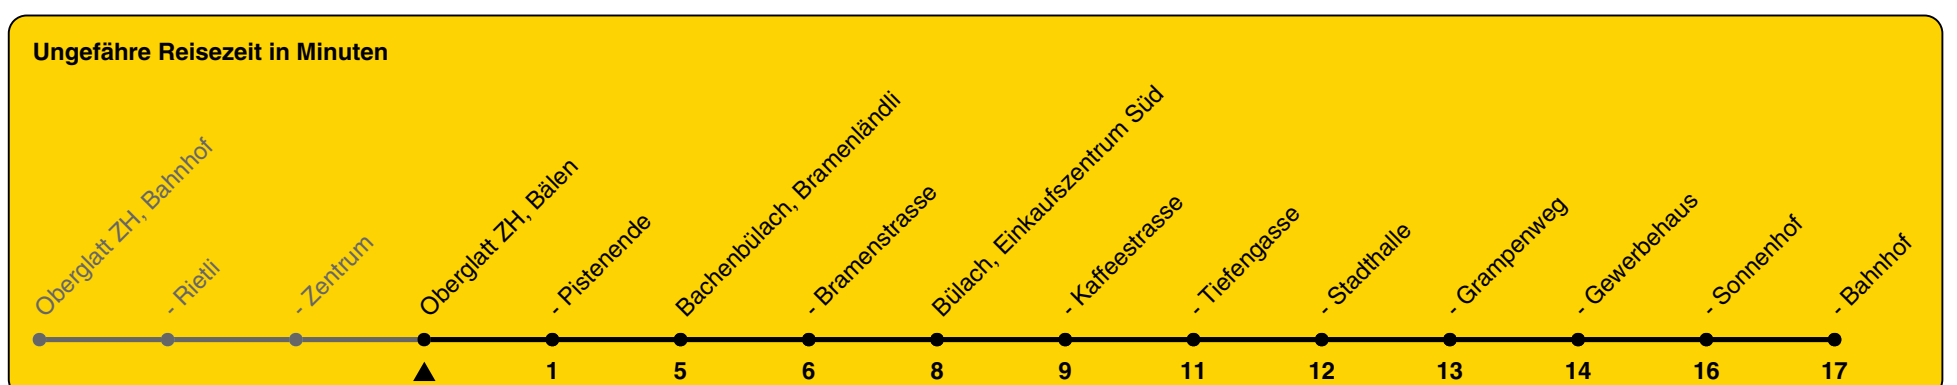 Ungefähre Reisezeit in Minuten
Oberglatt ZH, Bahnhof
- Rietli
- Zentrum
Oberglatt ZH, Bälen
- Pistenende
Bachenbülach, Bramenländli
- Bramenstrasse
Bülach, Einkaufszentrum Süd
- Kaffeestrasse
- Tiefengasse
- Stadthalle
- Grampenweg
- Gewerbehaus
- Sonnenhof
- Bahnhof
1 5 6 8 9 11 12 13 14 16 17